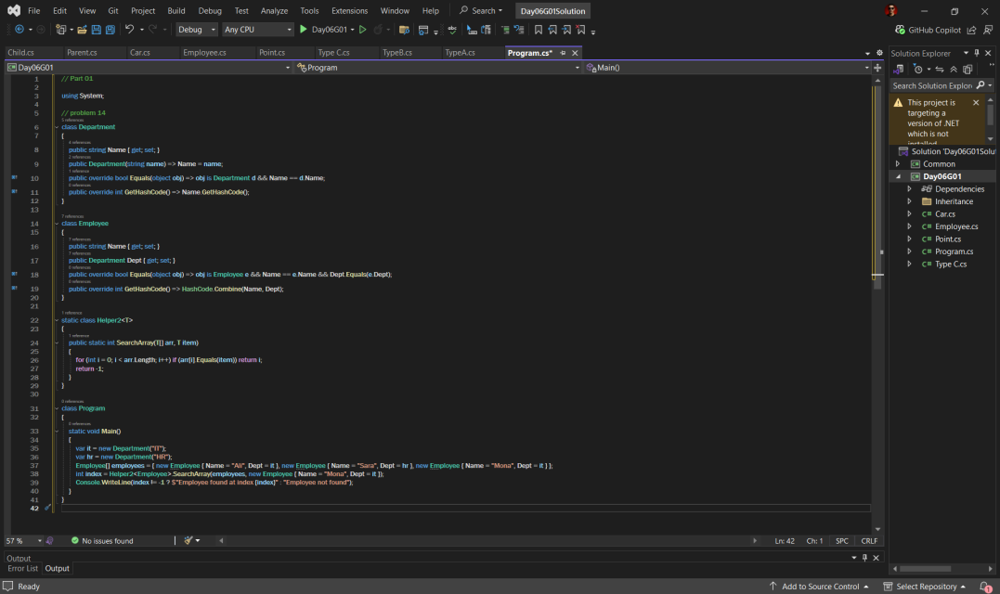 File Edit View Git Project Build Debug Test Analyze Tools Extensions Window Help Search Day06G01Solution
Debug Any CPU Day06G01 GitHub Copilot
Child.cs Parent.cs Car.cs Employee.cs Point.cs Type C.cs TypeB.cs TypeA.cs Program.cs*
Day06G01 Program Main()
1 // Part 01
2
3 using System;
4
5 // problem 14
5 references
6 class Department
7 {
4 references
8 public string Name { get; set; }
2 references
9 public Department(string name) => Name = name;
1 reference
10 public override bool Equals(object obj) => obj is Department d && Name == d.Name;
0 references
11 public override int GetHashCode() => Name.GetHashCode();
12 }
13
7 references
14 class Employee
15 {
7 references
16 public string Name { get; set; }
7 references
17 public Department Dept { get; set; }
0 references
18 public override bool Equals(object obj) => obj is Employee e && Name == e.Name && Dept.Equals(e.Dept);
0 references
19 public override int GetHashCode() => HashCode.Combine(Name, Dept);
20 }
21
1 reference
22 static class Helper2<T>
23 {
1 reference
24 public static int SearchArray(T[] arr, T item)
25 {
26 for (int i = 0; i < arr.Length; i++) if (arr[i].Equals(item)) return i;
27 return -1;
28 }
29 }
30
0 references
31 class Program
32 {
0 references
33 static void Main()
34 {
35 var it = new Department("IT");
36 var hr = new Department("HR");
37 Employee[] employees = { new Employee { Name = "Ali", Dept = it }, new Employee { Name = "Sara", Dept = hr }, new Employee { Name = "Mona", Dept = it } };
38 int index = Helper2<Employee>.SearchArray(employees, new Employee { Name = "Mona", Dept = it });
39 Console.WriteLine(index != -1 ? $"Employee found at index {index}" : "Employee not found");
40 }
41 }
42
57 % No issues found Ln: 42 Ch: 1 SPC CRLF
Output
Error List Output
Ready Add to Source Control Select Repository 1
Solution Explorer
Search Solution Explor
This project is
targeting a
version of .NET
which is not
installed
Solution 'Day06G01Solut
Common
Day06G01
Dependencies
Inheritance
C# Car.cs
C# Employee.cs
C# Point.cs
C# Program.cs
C# Type C.cs